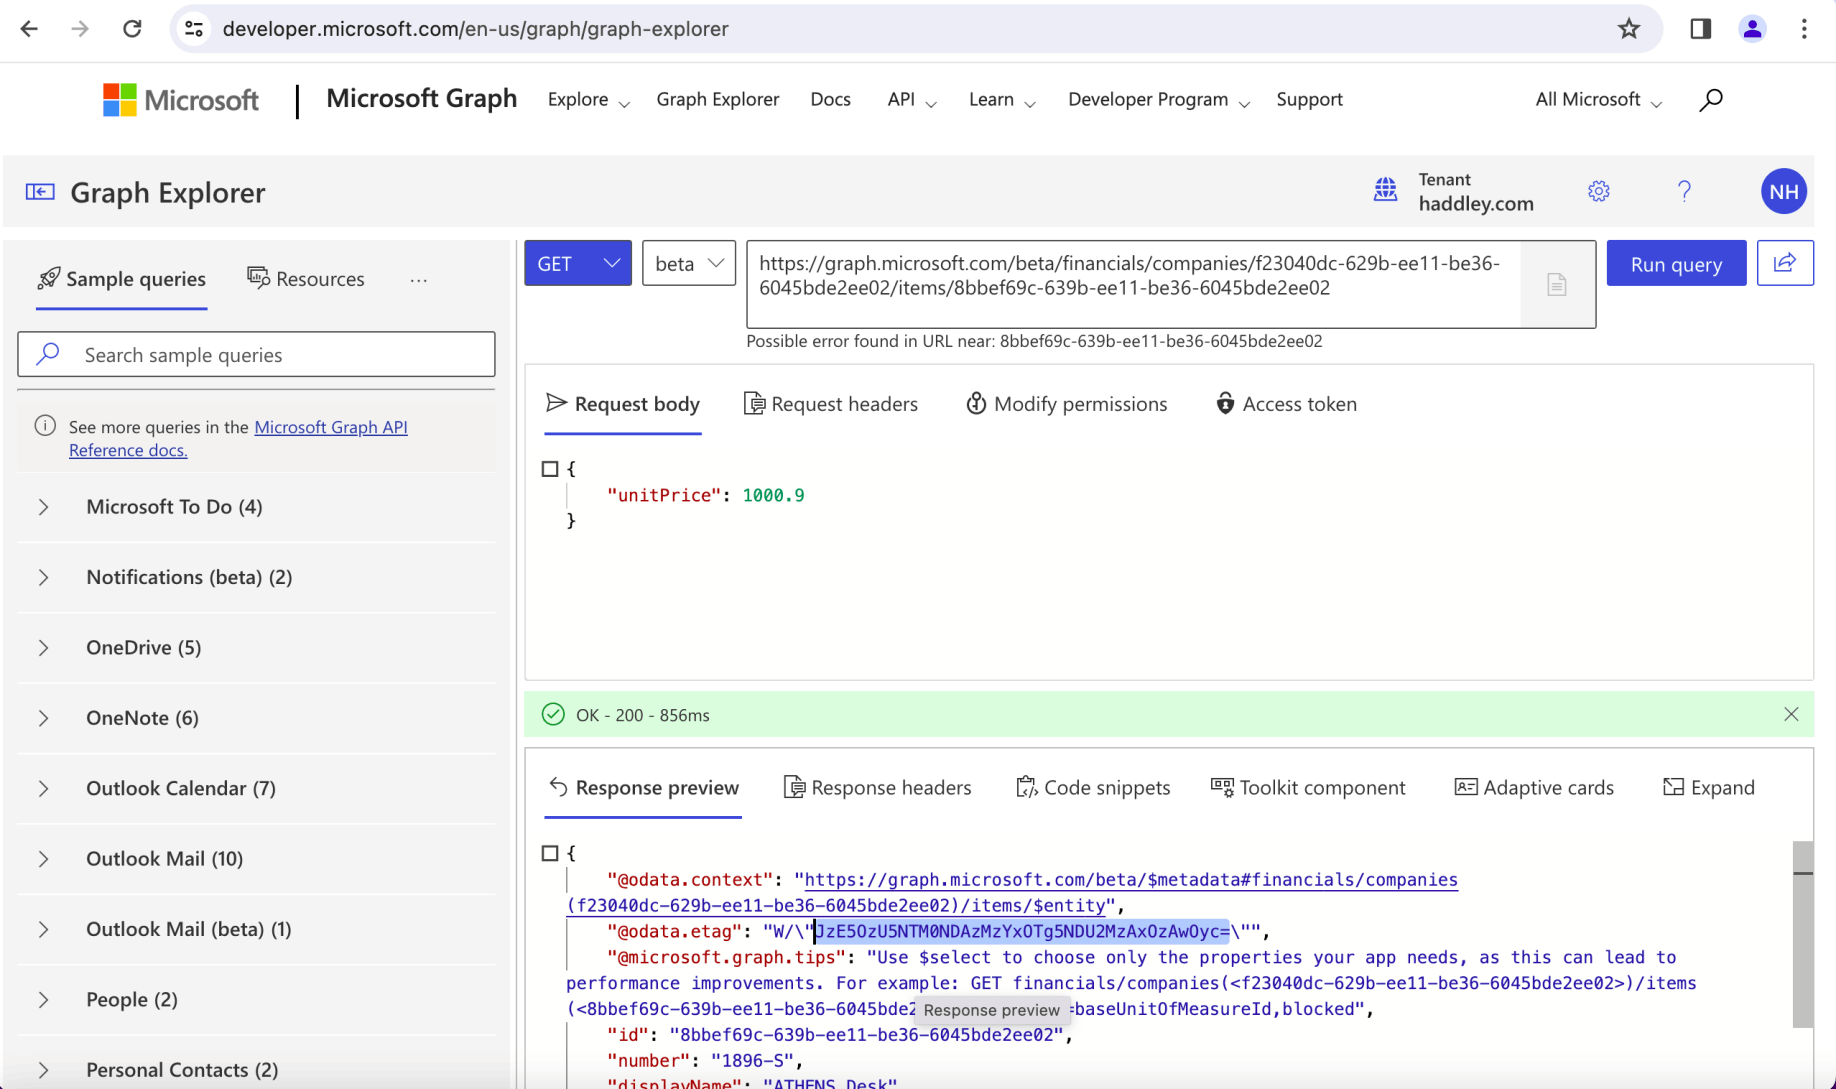 developer.microsoft.com/en-us/graph/graph-explorer
Microsoft
Microsoft Graph
Explore
Graph Explorer
Docs
API
Learn
Developer Program
Support
All Microsoft
Graph Explorer
Tenant
haddley.com
NH
Sample queries
Resources
...
Search sample queries
See more queries in the Microsoft Graph API
Reference docs.
Microsoft To Do (4)
Notifications (beta) (2)
OneDrive (5)
OneNote (6)
Outlook Calendar (7)
Outlook Mail (10)
Outlook Mail (beta) (1)
People (2)
Personal Contacts (2)
GET
beta
https://graph.microsoft.com/beta/financials/companies/f23040dc-629b-ee11-be36-
6045bde2ee02/items/8bbef69c-639b-ee11-be36-6045bde2ee02
Run query
Possible error found in URL near: 8bbef69c-639b-ee11-be36-6045bde2ee02
Request body
Request headers
Modify permissions
Access token
{
"unitPrice": 1000.9
}
OK - 200 - 856ms
Response preview
Response headers
Code snippets
Toolkit component
Adaptive cards
Expand
{
"@odata.context": "https://graph.microsoft.com/beta/$metadata#financials/companies
(f23040dc-629b-ee11-be36-6045bde2ee02)/items/$entity",
"@odata.etag": "W/\"JzE5OzU5NTM0NDAzMzYxOTg5NDU2MzAxOzAwOyc=\"",
"@microsoft.graph.tips": "Use $select to choose only the properties your app needs, as this can lead to
performance improvements. For example: GET financials/companies(<f23040dc-629b-ee11-be36-6045bde2ee02>)/items
(<8bbef69c-639b-ee11-be36-6045bde2 Response preview =baseUnitOfMeasureId,blocked",
"id": "8bbef69c-639b-ee11-be36-6045bde2ee02",
"number": "1896-S",
"displayName": "ATHENS Desk"